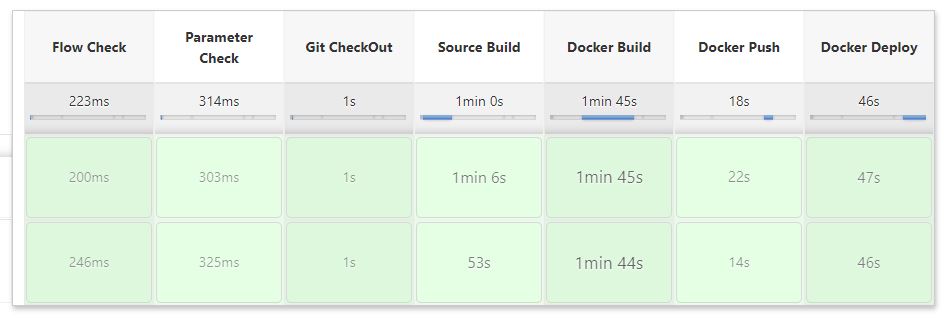 Flow Check Parameter Check Git CheckOut Source Build Docker Build Docker Push Docker Deploy
223ms 314ms 1s 1min 0s 1min 45s 18s 46s
200ms 303ms 1s 1min 6s 1min 45s 22s 47s
246ms 325ms 1s 53s 1min 44s 14s 46s